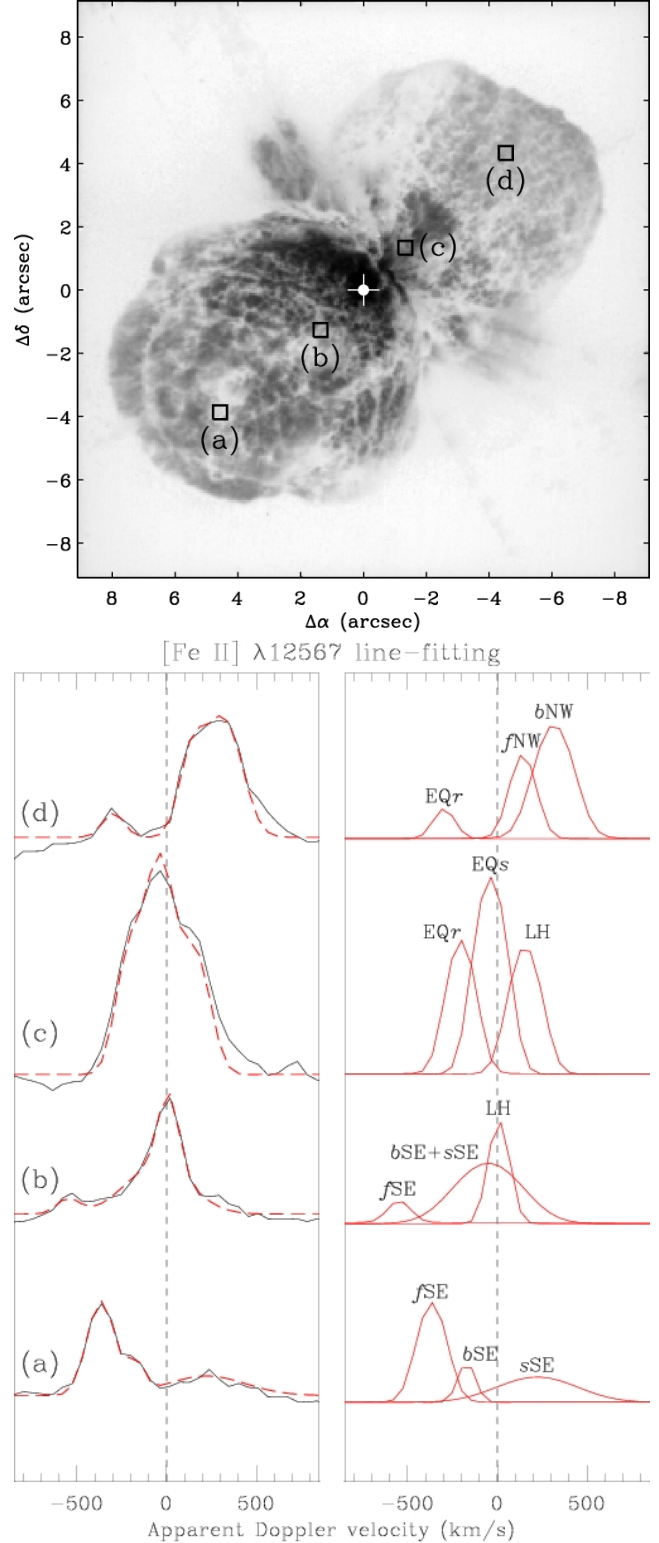 8
6
4
2
0
−2
−4
−6
−8
Δδ (arcsec)
(d)
(c)
(b)
(a)
8 6 4 2 0 −2 −4 −6 −8
Δα (arcsec)
[Fe II] λ12567 line−fitting
(d)
EQr fNW bNW
(c)
EQr EQs LH
(b)
fSE bSE+sSE LH
(a)
fSE bSE sSE
−500 0 500 −500 0 500
Apparent Doppler velocity (km/s)